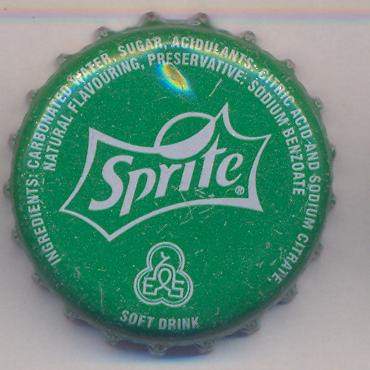 INGREDIENTS: CARBONATED WATER, SUGAR, ACIDULANTS: CITRIC ACID AND SODIUM CITRATE,
NATURAL FLAVOURING, PRESERVATIVE: SODIUM BENZOATE
Sprite®
SOFT DRINK